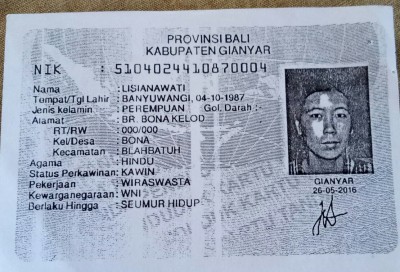 PROVINSI BALI
KABUPATEN GIANYAR
NIK : 5104024410870004
Nama : LISIANAWATI
Tempat/Tgl Lahir : BANYUWANGI, 04-10-1987
Jenis kelamin : PEREMPUAN Gol. Darah : -
Alamat : BR. BONA KELOD
RT/RW : 000/000
Kel/Desa : BONA
Kecamatan : BLAHBATUH
Agama : HINDU
Status Perkawinan: KAWIN
Pekerjaan : WIRASWASTA
Kewarganegaraan: WNI
Berlaku Hingga : SEUMUR HIDUP
GIANYAR
26-05-2016